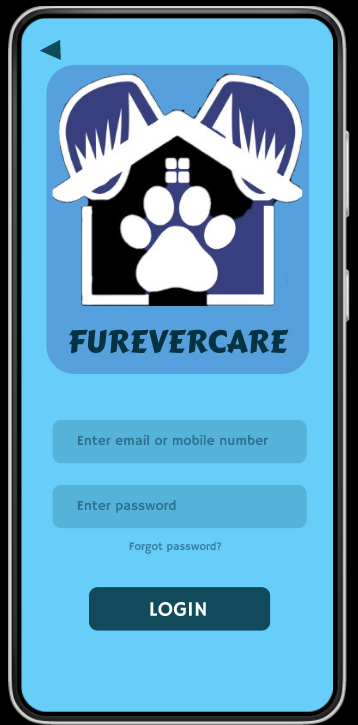 FUREVERCARE
Enter email or mobile number
Enter password
Forgot password?
LOGIN